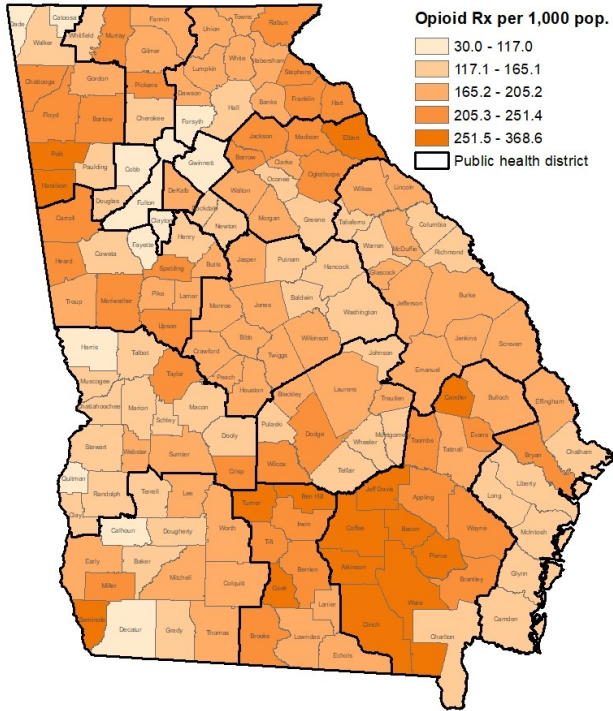 Opioid Rx per 1,000 pop.
30.0 - 117.0
117.1 - 165.1
165.2 - 205.2
205.3 - 251.4
251.5 - 368.6
Public health district
Dade
Catoosa
Fannin
Towns
Rabun
Walker
Whitfield
Murray
Union
Gilmer
White
Habersham
Lumpkin
Stephens
Chattooga
Gordon
Pickens
Dawson
Banks
Franklin
Hart
Hall
Floyd
Bartow
Cherokee
Forsyth
Jackson
Madison
Elbert
Polk
Paulding
Cobb
Gwinnett
Barrow
Clarke
Oglethorpe
Haralson
Oconee
Wilkes
Lincoln
Douglas
Fulton
DeKalb
Walton
Carroll
Clayton
Rockdale
Newton
Morgan
Greene
Taliaferro
Columbia
Fayette
Henry
Warren
McDuffie
Richmond
Coweta
Heard
Spalding
Butts
Jasper
Putnam
Hancock
Glascock
Troup
Meriwether
Pike
Lamar
Monroe
Jones
Baldwin
Washington
Jefferson
Burke
Upson
Harris
Talbot
Crawford
Bibb
Twiggs
Wilkinson
Johnson
Jenkins
Screven
Emanuel
Muscogee
Taylor
Peach
Houston
Bleckley
Laurens
Treutlen
Candler
Bulloch
Effingham
Chattahoochee
Marion
Macon
Schley
Pulaski
Dodge
Montgomery
Toombs
Evans
Dooly
Wheeler
Tattnall
Bryan
Chatham
Stewart
Webster
Sumter
Crisp
Wilcox
Telfair
Liberty
Quitman
Randolph
Terrell
Lee
Turner
Ben Hill
Jeff Davis
Appling
Long
Clay
Calhoun
Dougherty
Worth
Irwin
Coffee
Bacon
Wayne
McIntosh
Early
Baker
Tift
Pierce
Miller
Mitchell
Colquitt
Berrien
Atkinson
Brantley
Glynn
Cook
Ware
Seminole
Decatur
Grady
Thomas
Brooks
Lanier
Clinch
Charlton
Camden
Lowndes
Echols